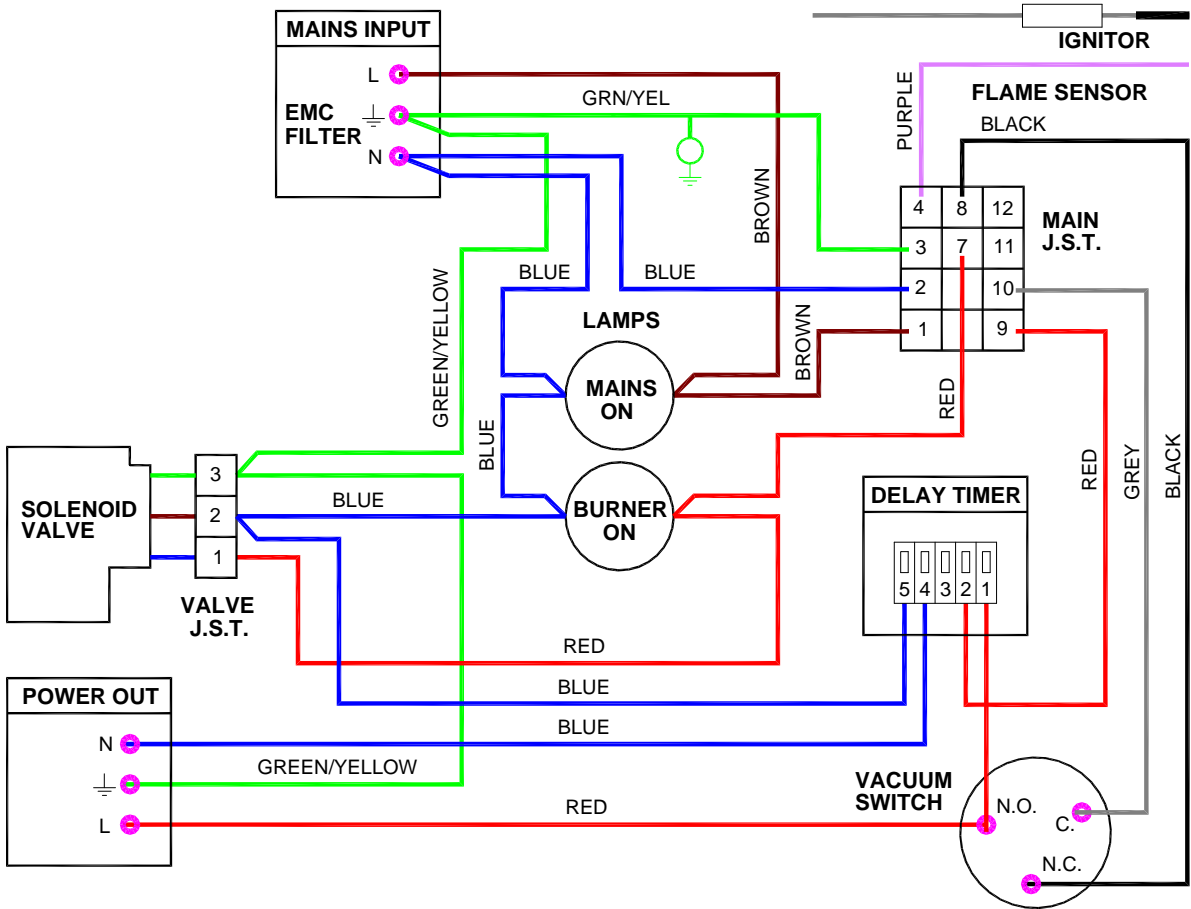 MAINS INPUT
L
EMC
FILTER
N
GRN/YEL
IGNITOR
PURPLE
FLAME SENSOR
BLACK
4 8 12
3 7 11
2 10
1 9
MAIN
J.S.T.
BROWN
BLUE
BLUE
GREEN/YELLOW
LAMPS
MAINS
ON
BROWN
RED
BLUE
BURNER
ON
RED
GREY
BLACK
SOLENOID
VALVE
3
2
1
BLUE
VALVE
J.S.T.
DELAY TIMER
5 4 3 2 1
RED
BLUE
POWER OUT
N
BLUE
GREEN/YELLOW
L
RED
VACUUM
SWITCH
N.O.
C.
N.C.